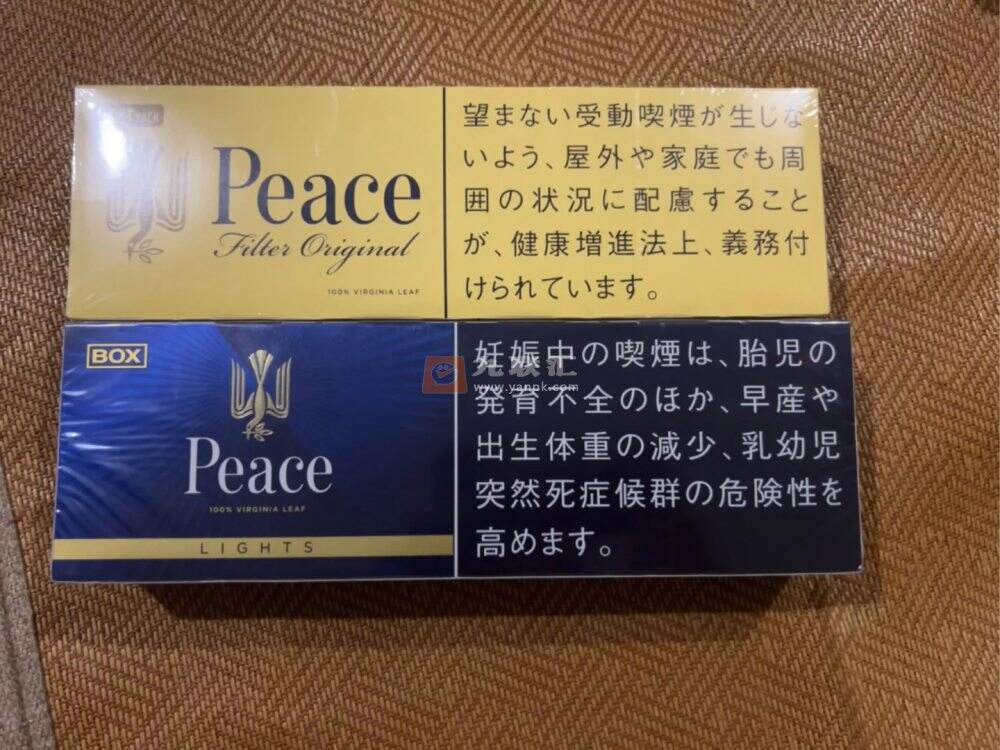 Peace
Filter Original
100% VIRGINIA LEAF
望まない受動喫煙が生じな
いよう、屋外や家庭でも周
囲の状況に配慮すること
が、健康増進法上、義務付
けられています。
BOX
Peace
100% VIRGINIA LEAF
LIGHTS
妊娠中の喫煙は、胎児の
発育不全のほか、早産や
出生体重の減少、乳幼児
突然死症候群の危険性を
高めます。
www.yanpk.com